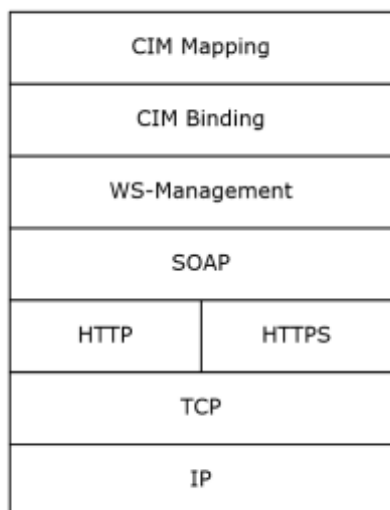 CIM Mapping
CIM Binding
WS-Management
SOAP
HTTP HTTPS
TCP
IP